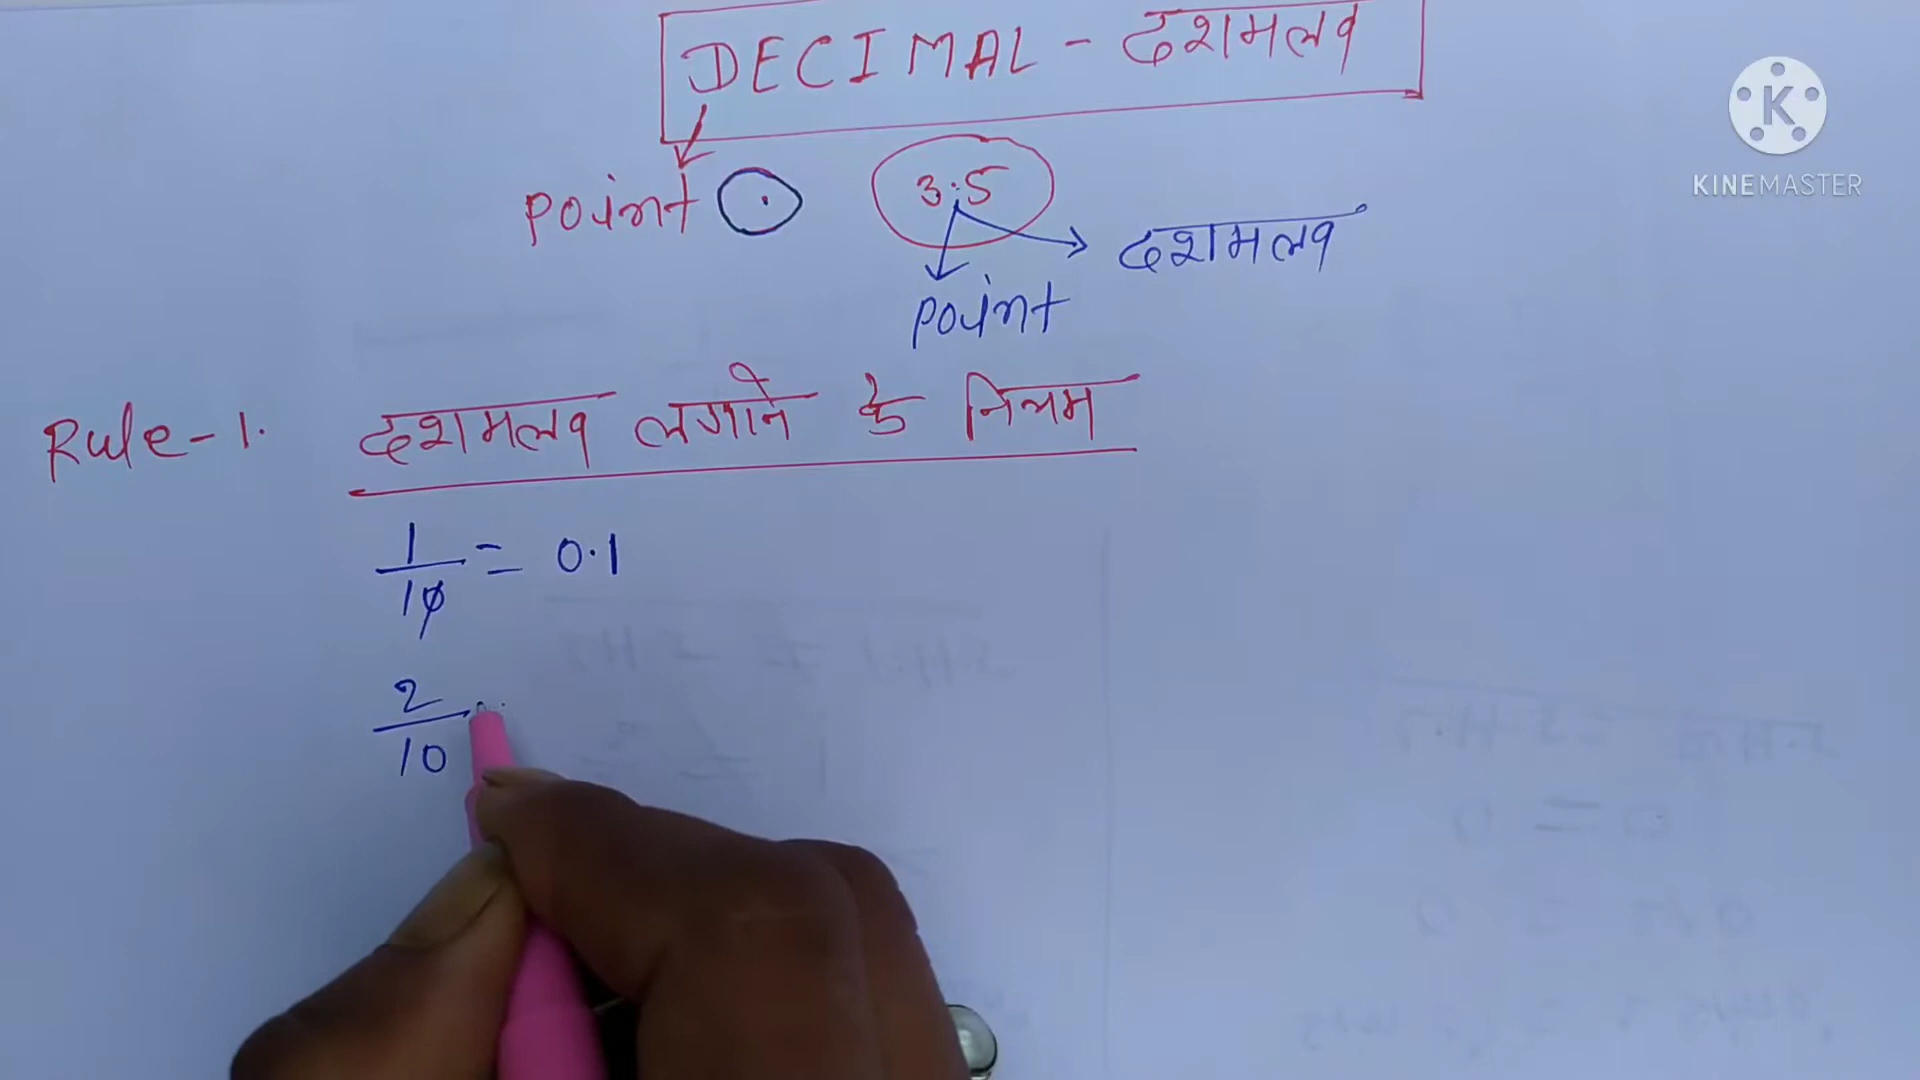 DECIMAL - दशमलव
point . 3.5
दशमलव
point
Rule-1. दशमलव लगाने के नियम
1/10 = 0.1
2/10
K
KINEMASTER